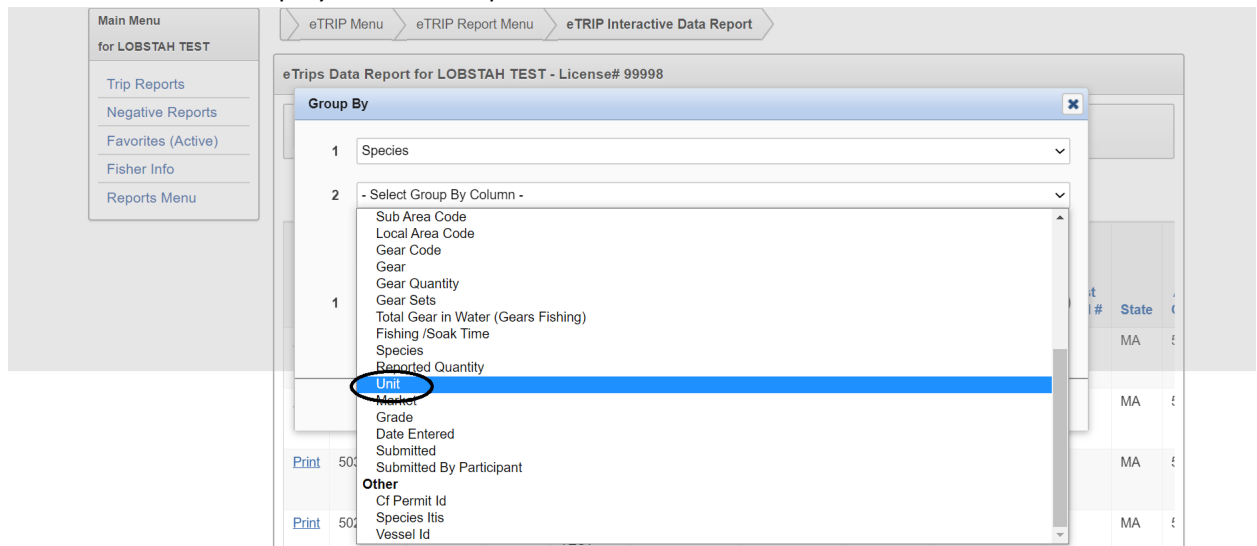 Main Menu
for LOBSTAH TEST
Trip Reports
Negative Reports
Favorites (Active)
Fisher Info
Reports Menu
eTRIP Menu
eTRIP Report Menu
eTRIP Interactive Data Report
eTrips Data Report for LOBSTAH TEST - License# 99998
Group By
1 Species
2 - Select Group By Column -
Sub Area Code
Local Area Code
Gear Code
Gear
Gear Quantity
Gear Sets
Total Gear in Water (Gears Fishing)
Fishing /Soak Time
Species
Reported Quantity
Unit
Market
Grade
Date Entered
Submitted
Submitted By Participant
Other
Cf Permit Id
Species Itis
Vessel Id
1
# State
MA
MA
Print 503 MA
Print 502 MA